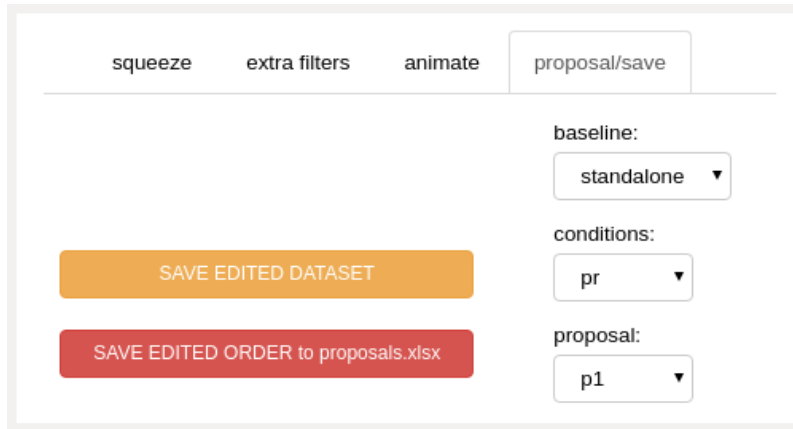 squeeze extra filters animate proposal/save
baseline:
standalone
conditions:
SAVE EDITED DATASET
pr
proposal:
SAVE EDITED ORDER to proposals.xlsx
p1